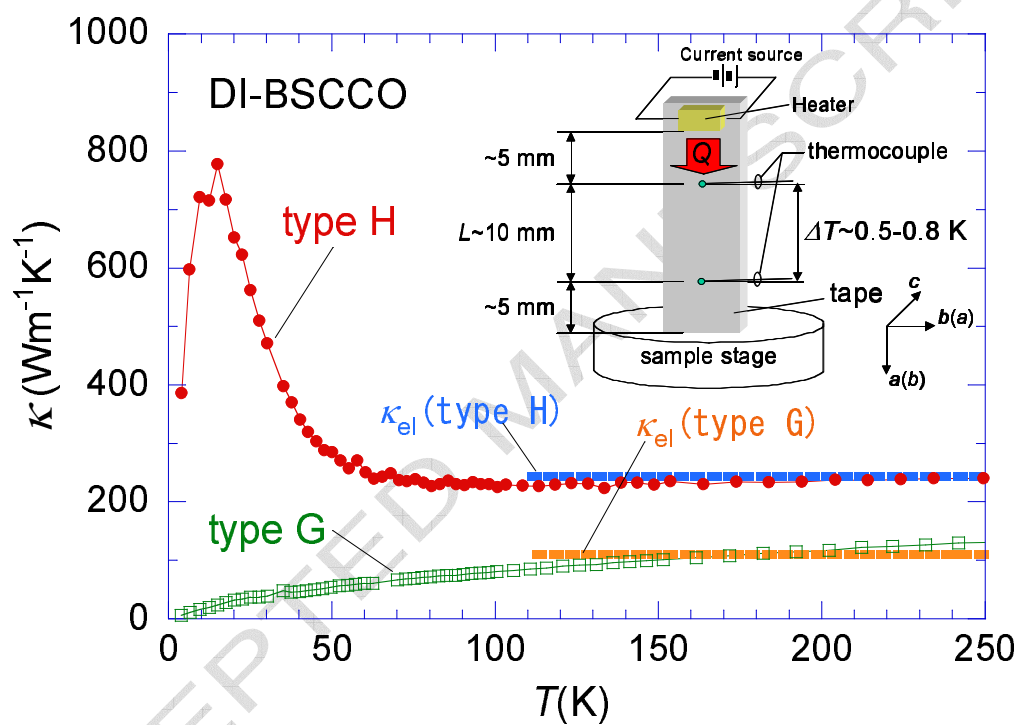 1000
800
600
400
200
0
κ (Wm⁻¹K⁻¹)
DI-BSCCO
type H
type G
κel (type H)
κel (type G)
Current source
Heater
Q
~5 mm
thermocouple
L~10 mm
ΔT~0.5-0.8 K
~5 mm
tape
sample stage
c
b(a)
a(b)
0 50 100 150 200 250
T(K)
EPTED MANUSCRI